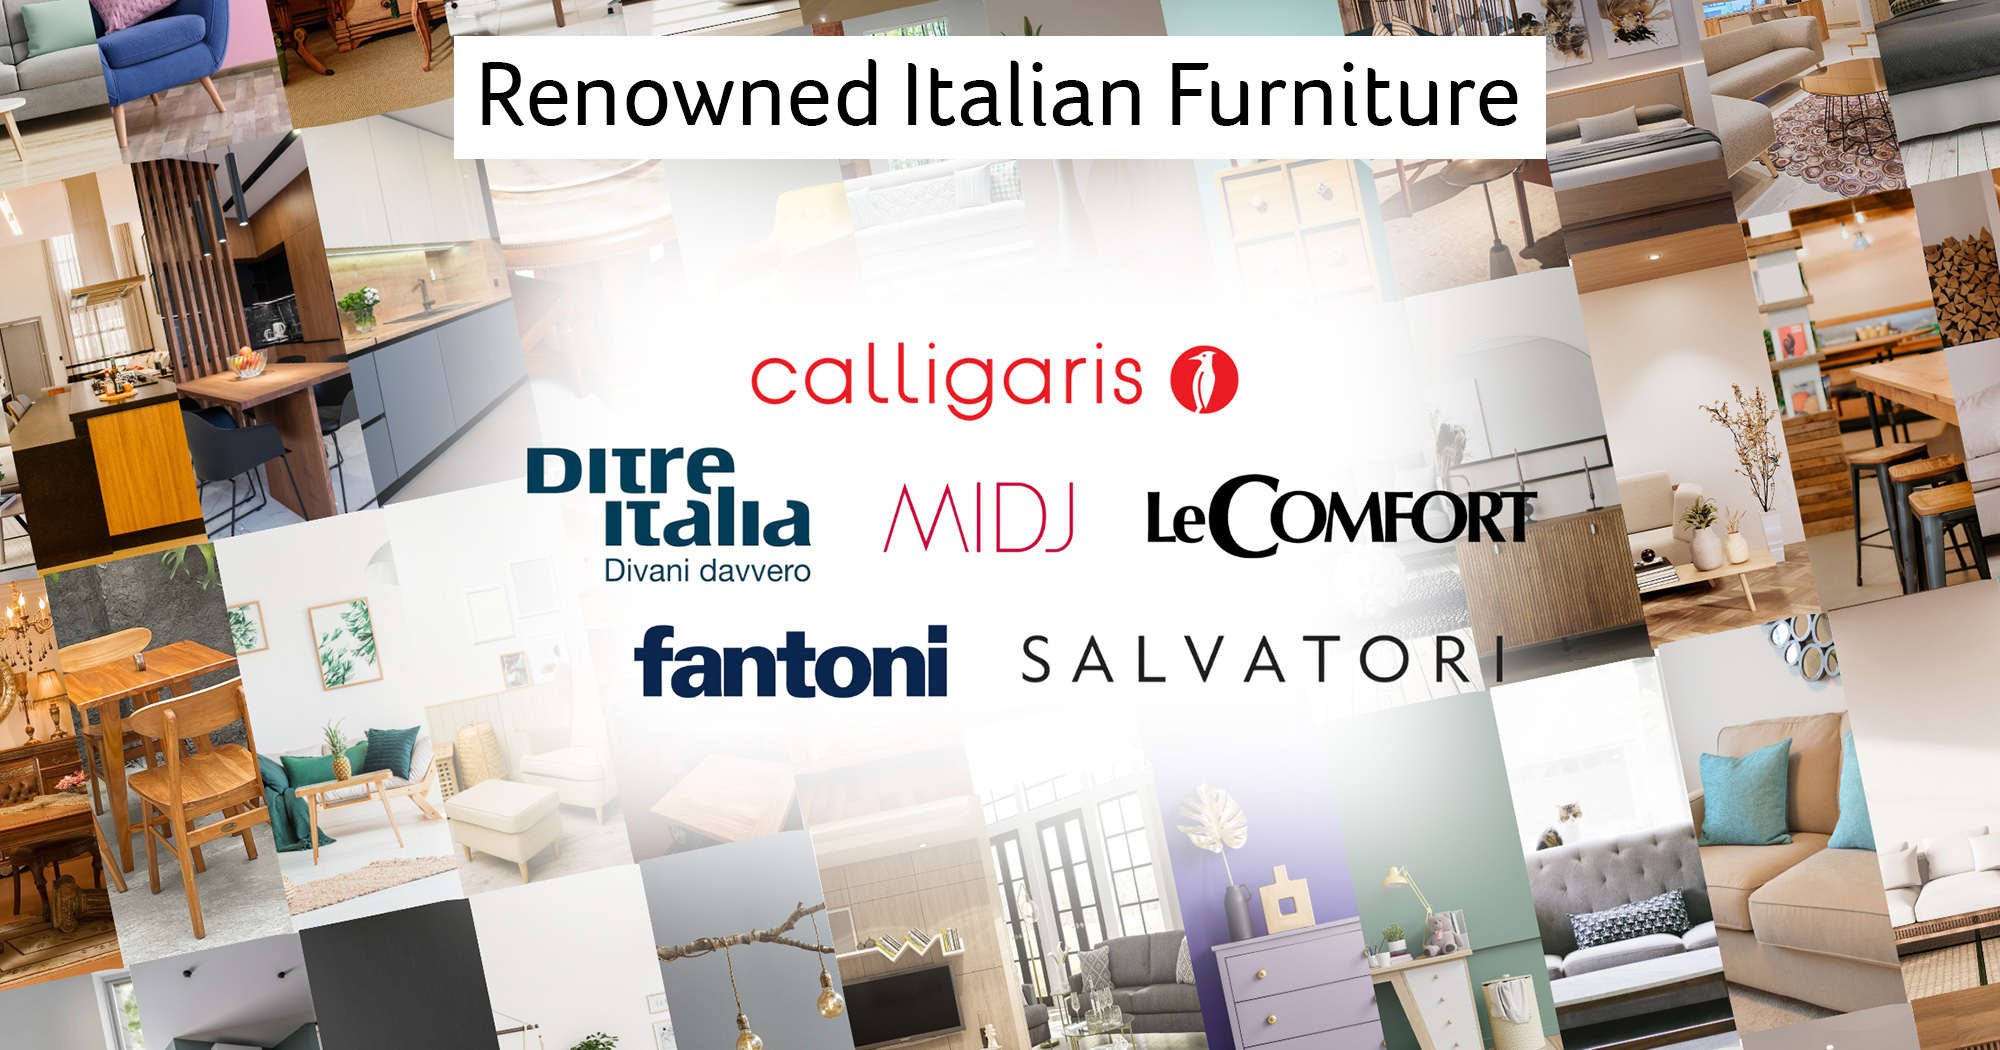 Renowned Italian Furniture
calligaris
Ditre
italia
Divani davvero
MIDJ
LeCOMFORT
fantoni
SALVATORI